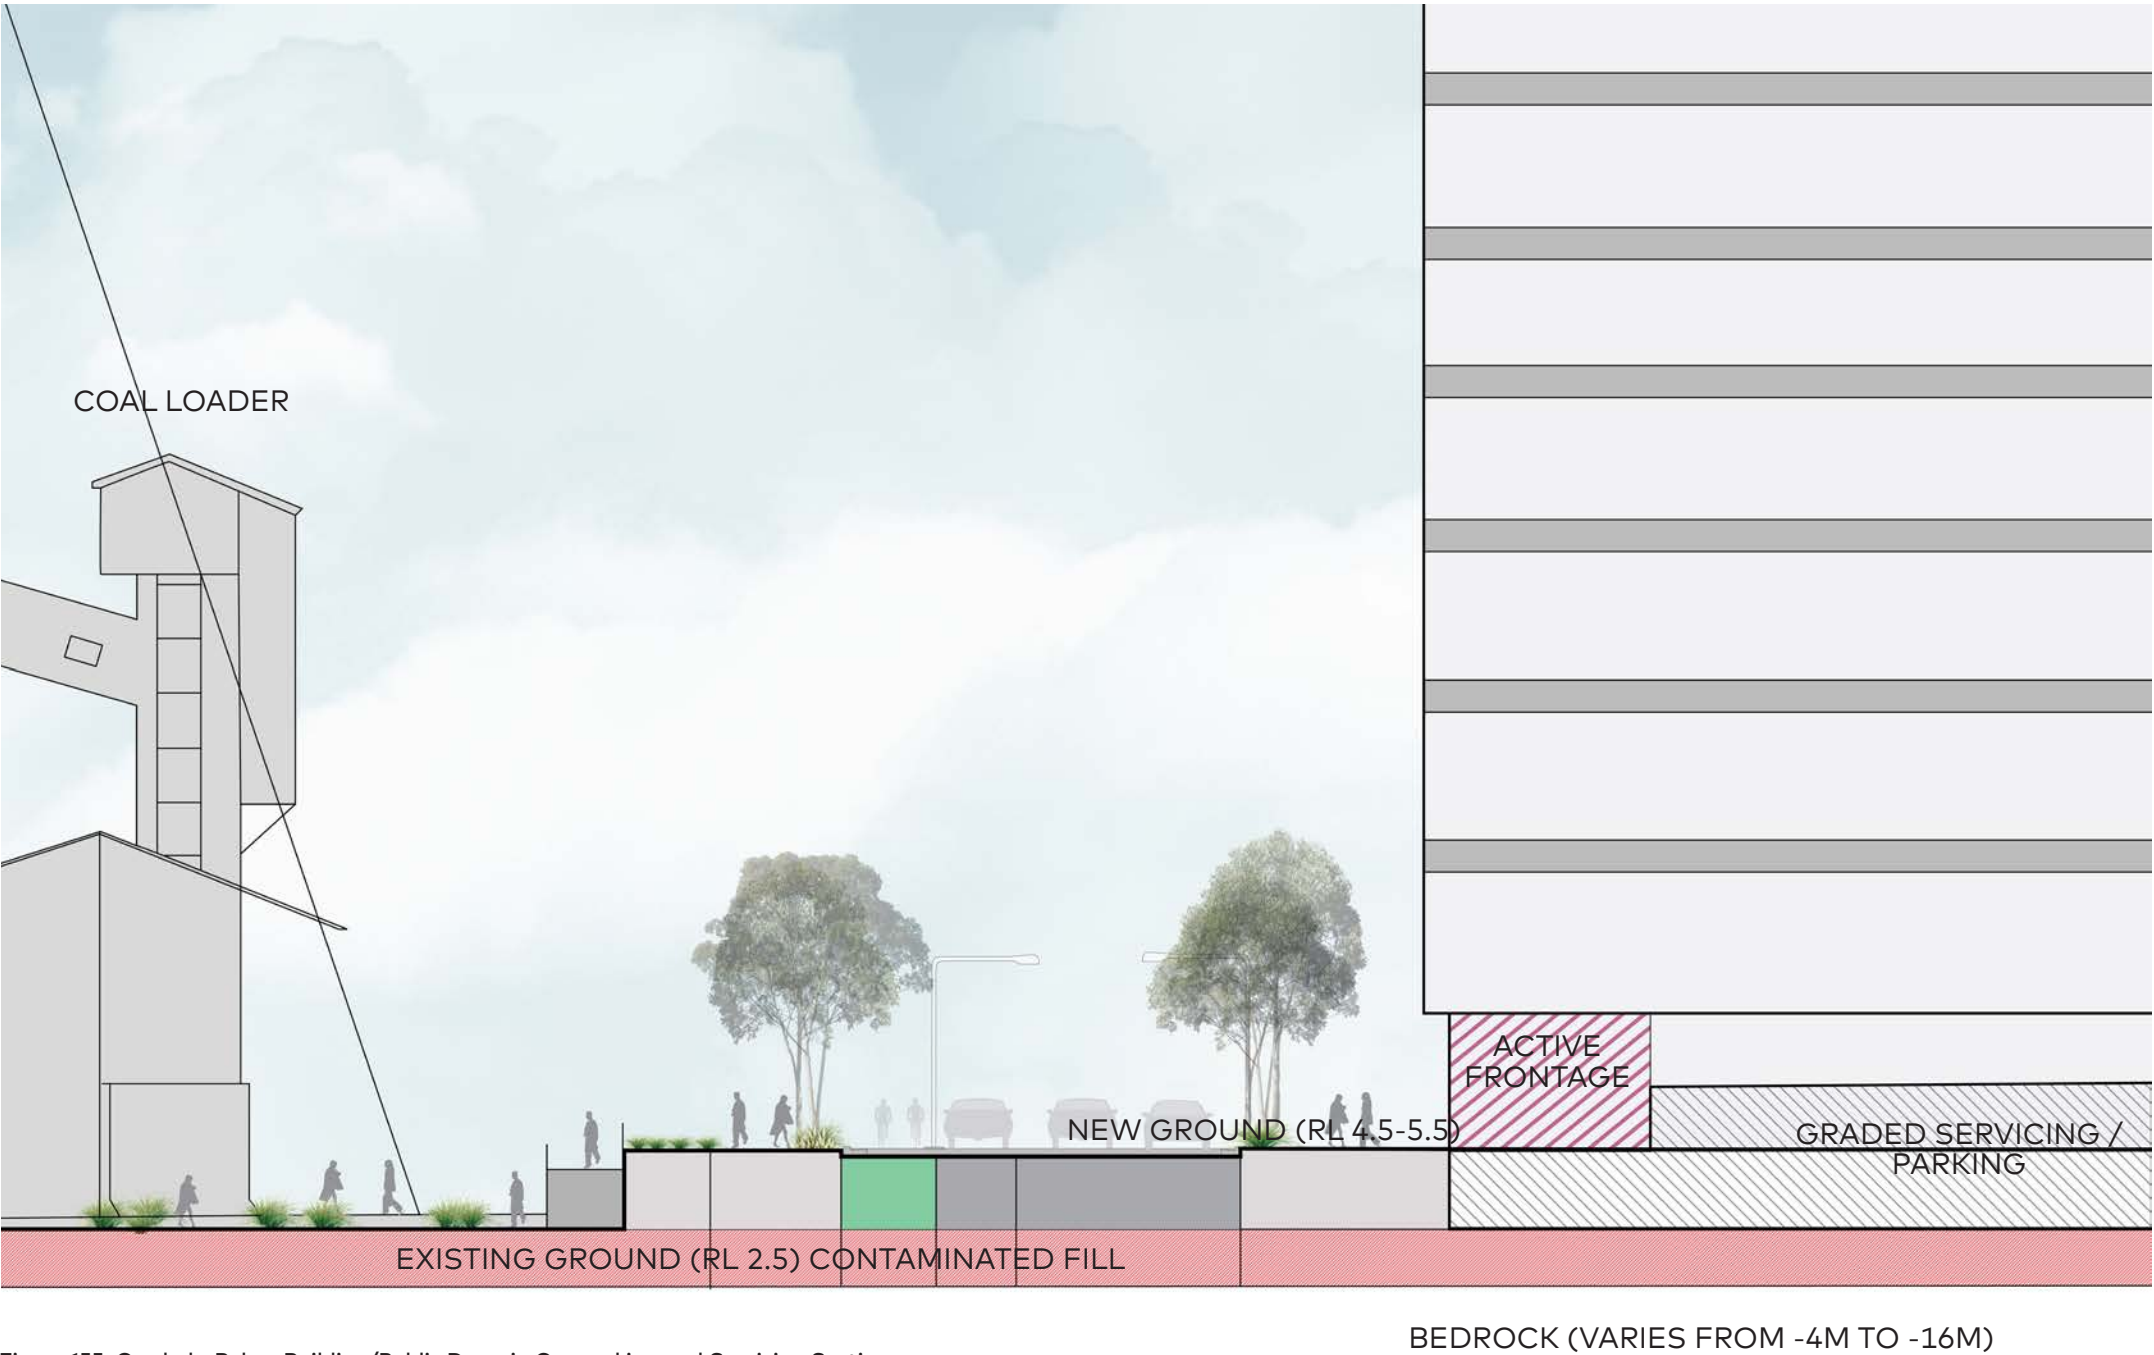 COAL LOADER
ACTIVE
FRONTAGE
NEW GROUND (RL 4.5-5.5)
GRADED SERVICING /
PARKING
EXISTING GROUND (RL 2.5) CONTAMINATED FILL
BEDROCK (VARIES FROM -4M TO -16M)